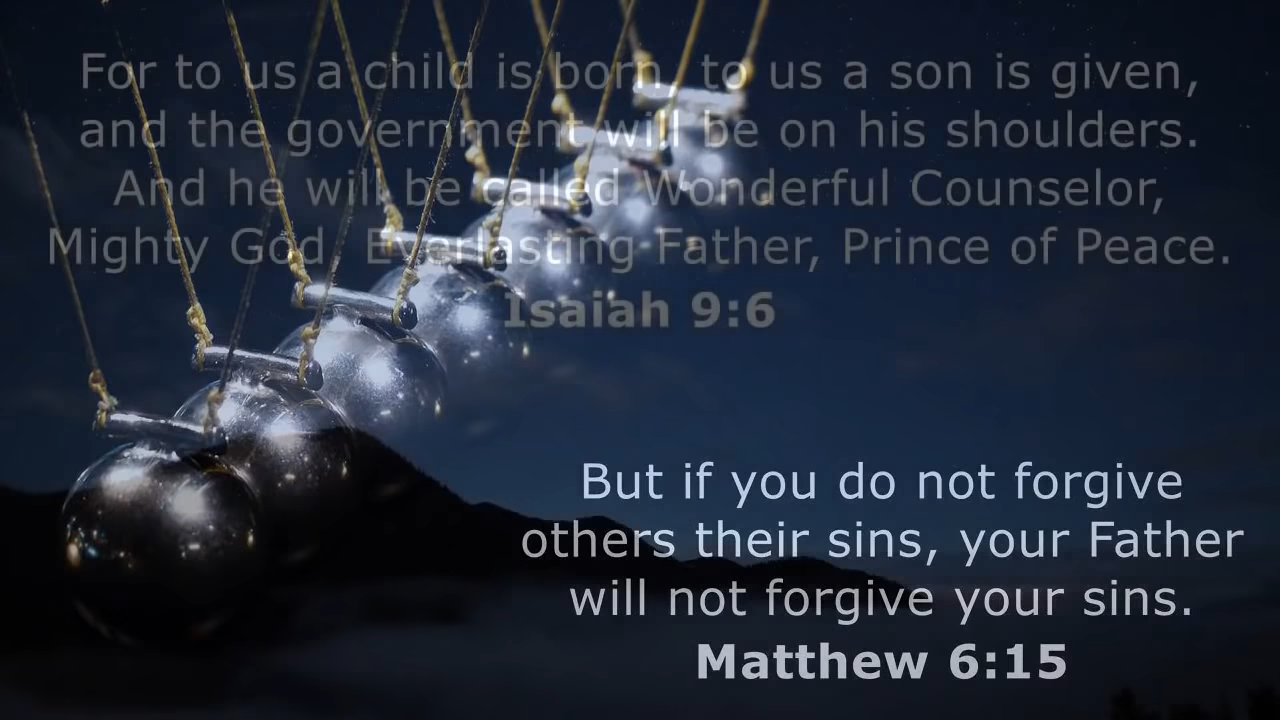 For to us a child is born, to us a son is given,
and the government will be on his shoulders.
And he will be called Wonderful Counselor,
Mighty God, Everlasting Father, Prince of Peace.
Isaiah 9:6
But if you do not forgive
others their sins, your Father
will not forgive your sins.
Matthew 6:15